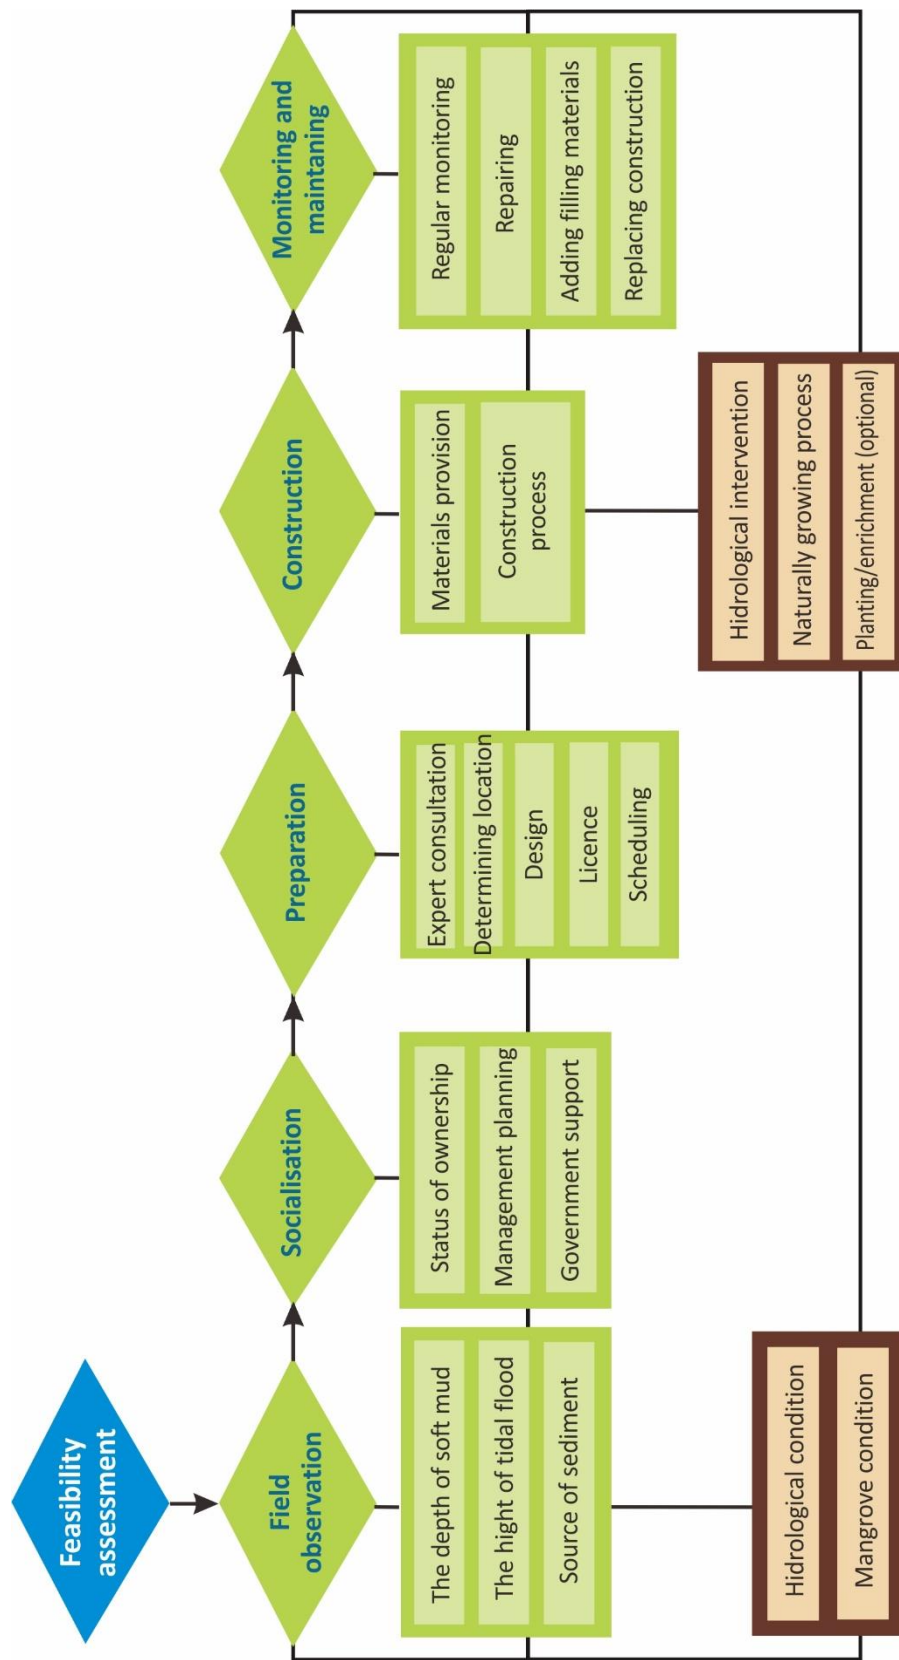 Feasibility
assessment
Field
observation
The depth of soft mud
The hight of tidal flood
Source of sediment
Hidrological condition
Mangrove condition
Socialisation
Status of ownership
Management planning
Government support
Preparation
Expert consultation
Determining location
Design
Licence
Scheduling
Construction
Materials provision
Construction
process
Hidrological intervention
Naturally growing process
Planting/enrichment (optional)
Monitoring and
maintaning
Regular monitoring
Repairing
Adding filling materials
Replacing construction